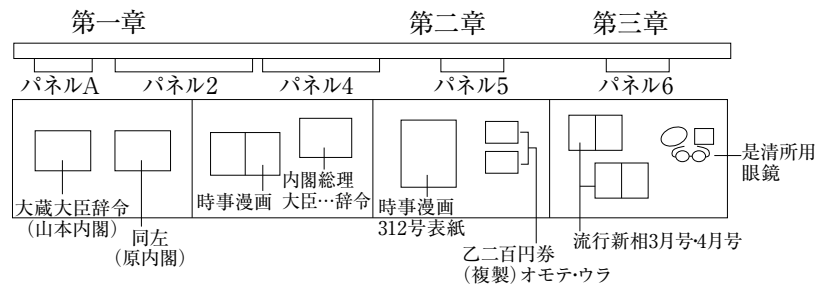 第一章
第二章
第三章
パネルA
パネル2
パネル4
パネル5
パネル6
大蔵大臣辞令
（山本内閣）
同左
（原内閣）
時事漫画
内閣総理
大臣…辞令
時事漫画
312号表紙
乙二百円券
（複製）オモテ・ウラ
流行新相3月号・4月号
是清所用
眼鏡